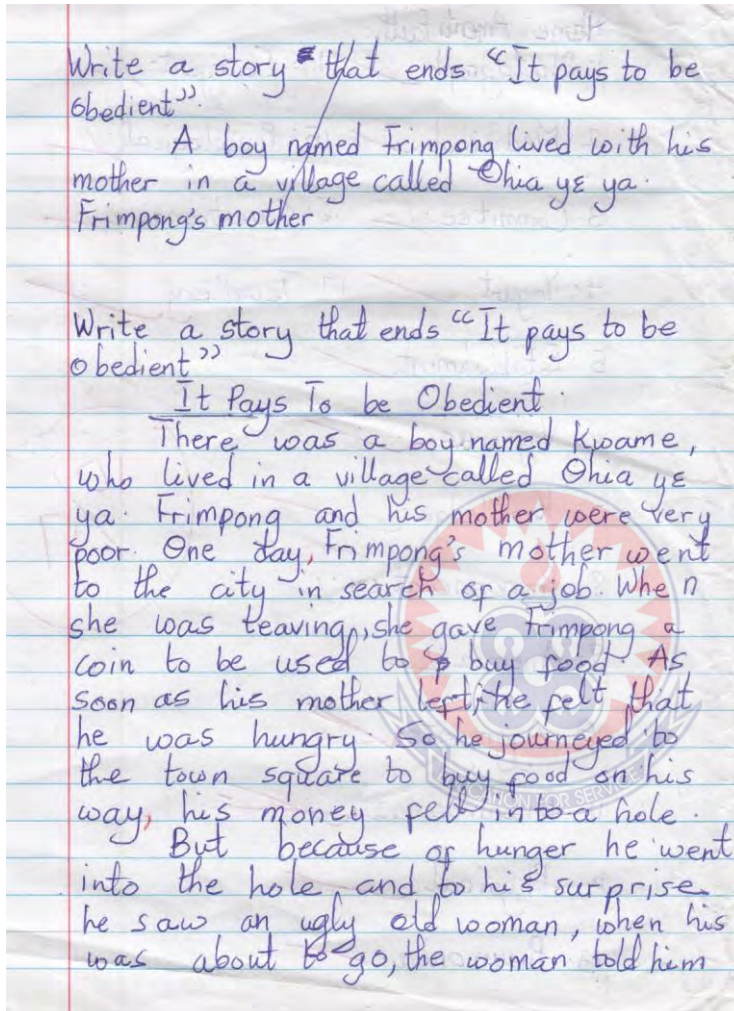 Write a story that ends "It pays to be
obedient".
A boy named Frimpong lived with his
mother in a village called Ohia yɛ ya.
Frimpong's mother
Write a story that ends "It pays to be
obedient"
It Pays To be Obedient.
There was a boy named Kwame,
who lived in a village called Ohia yɛ
ya. Frimpong and his mother were very
poor. One day, Frimpong's mother went
to the city in search of a job. When
she was leaving, she gave Frimpong a
coin to be used to buy food. As
soon as his mother left, he felt that
he was hungry. So he journeyed to
the town square to buy food on his
way, his money fell into a hole.
But because of hunger he went
into the hole and to his surprise
he saw an ugly old woman, when his
was about to go, the woman told him
EDUCATION FOR SERVICE